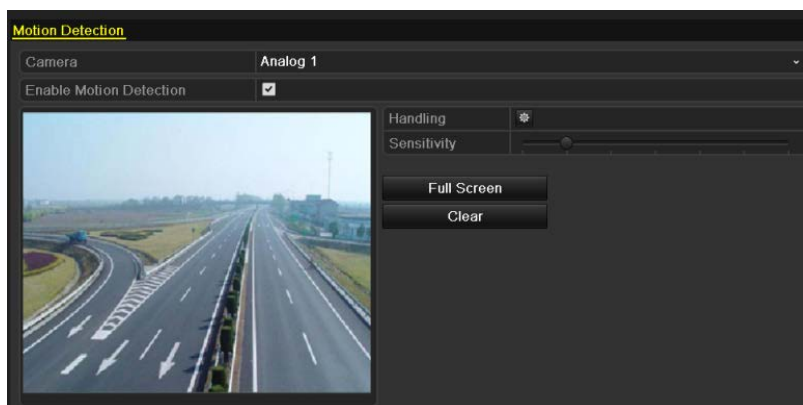 Motion Detection
Camera Analog 1
Enable Motion Detection
Handling
Sensitivity
Full Screen
Clear